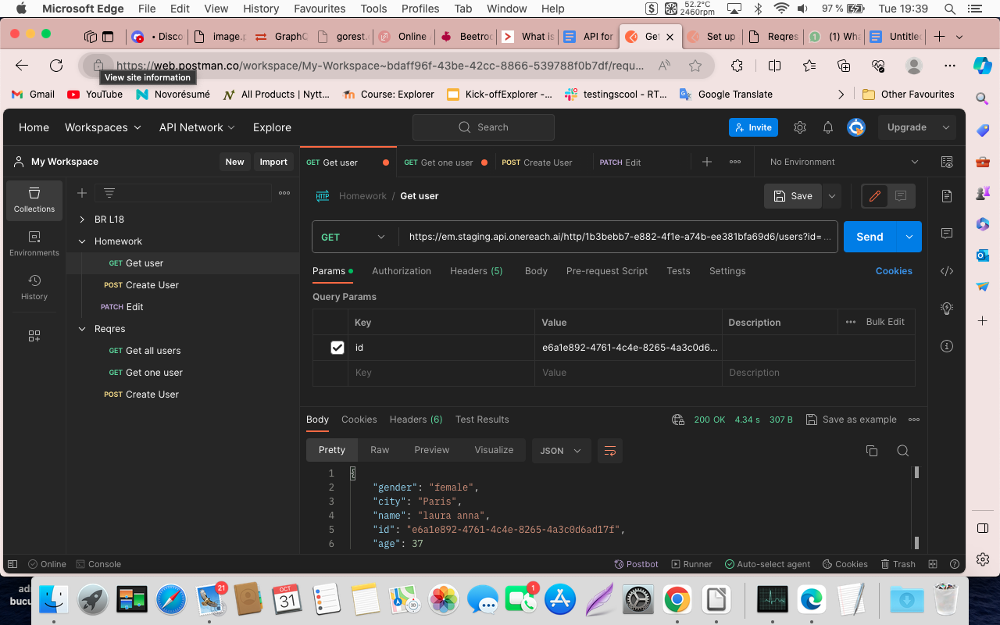 Microsoft Edge File Edit View History Favourites Tools Profiles Tab Window Help
52.2°C
2460rpm
97 % Tue 19:39
• Disco
image.p
GraphQ
gorest.c
Online
Beetroo
What is
API for
Get
Set up
Reqres
(1) Wha
Untitled
https://web.postman.co/workspace/My-Workspace~bdaff96f-43be-42cc-8866-539788f0b7df/requ...
View site information
Gmail YouTube Novorésumé All Products | Nytt... Course: Explorer Kick-offExplorer -... testingscool - RT... Google Translate Other Favourites
Home Workspaces API Network Explore Search Invite Upgrade
My Workspace New Import
GET Get user GET Get one user POST Create User PATCH Edit No Environment
Collections
Environments
History
BR L18
Homework
GET Get user
POST Create User
PATCH Edit
Reqres
GET Get all users
GET Get one user
POST Create User
HTTP Homework / Get user Save
GET https://em.staging.api.onereach.ai/http/1b3bebb7-e882-4f1e-a74b-ee381bfa69d6/users?id= ... Send
Params Authorization Headers (5) Body Pre-request Script Tests Settings Cookies
Query Params
Key Value Description Bulk Edit
id e6a1e892-4761-4c4e-8265-4a3c0d6...
Key Value Description
Body Cookies Headers (6) Test Results 200 OK 4.34 s 307 B Save as example
Pretty Raw Preview Visualize JSON
1 {
2 "gender": "female",
3 "city": "Paris",
4 "name": "laura anna",
5 "id": "e6a1e892-4761-4c4e-8265-4a3c0d6ad17f",
6 "age": 37
Online Console Postbot Runner Auto-select agent Cookies Trash
ad
bucu
21
OCT
31
1